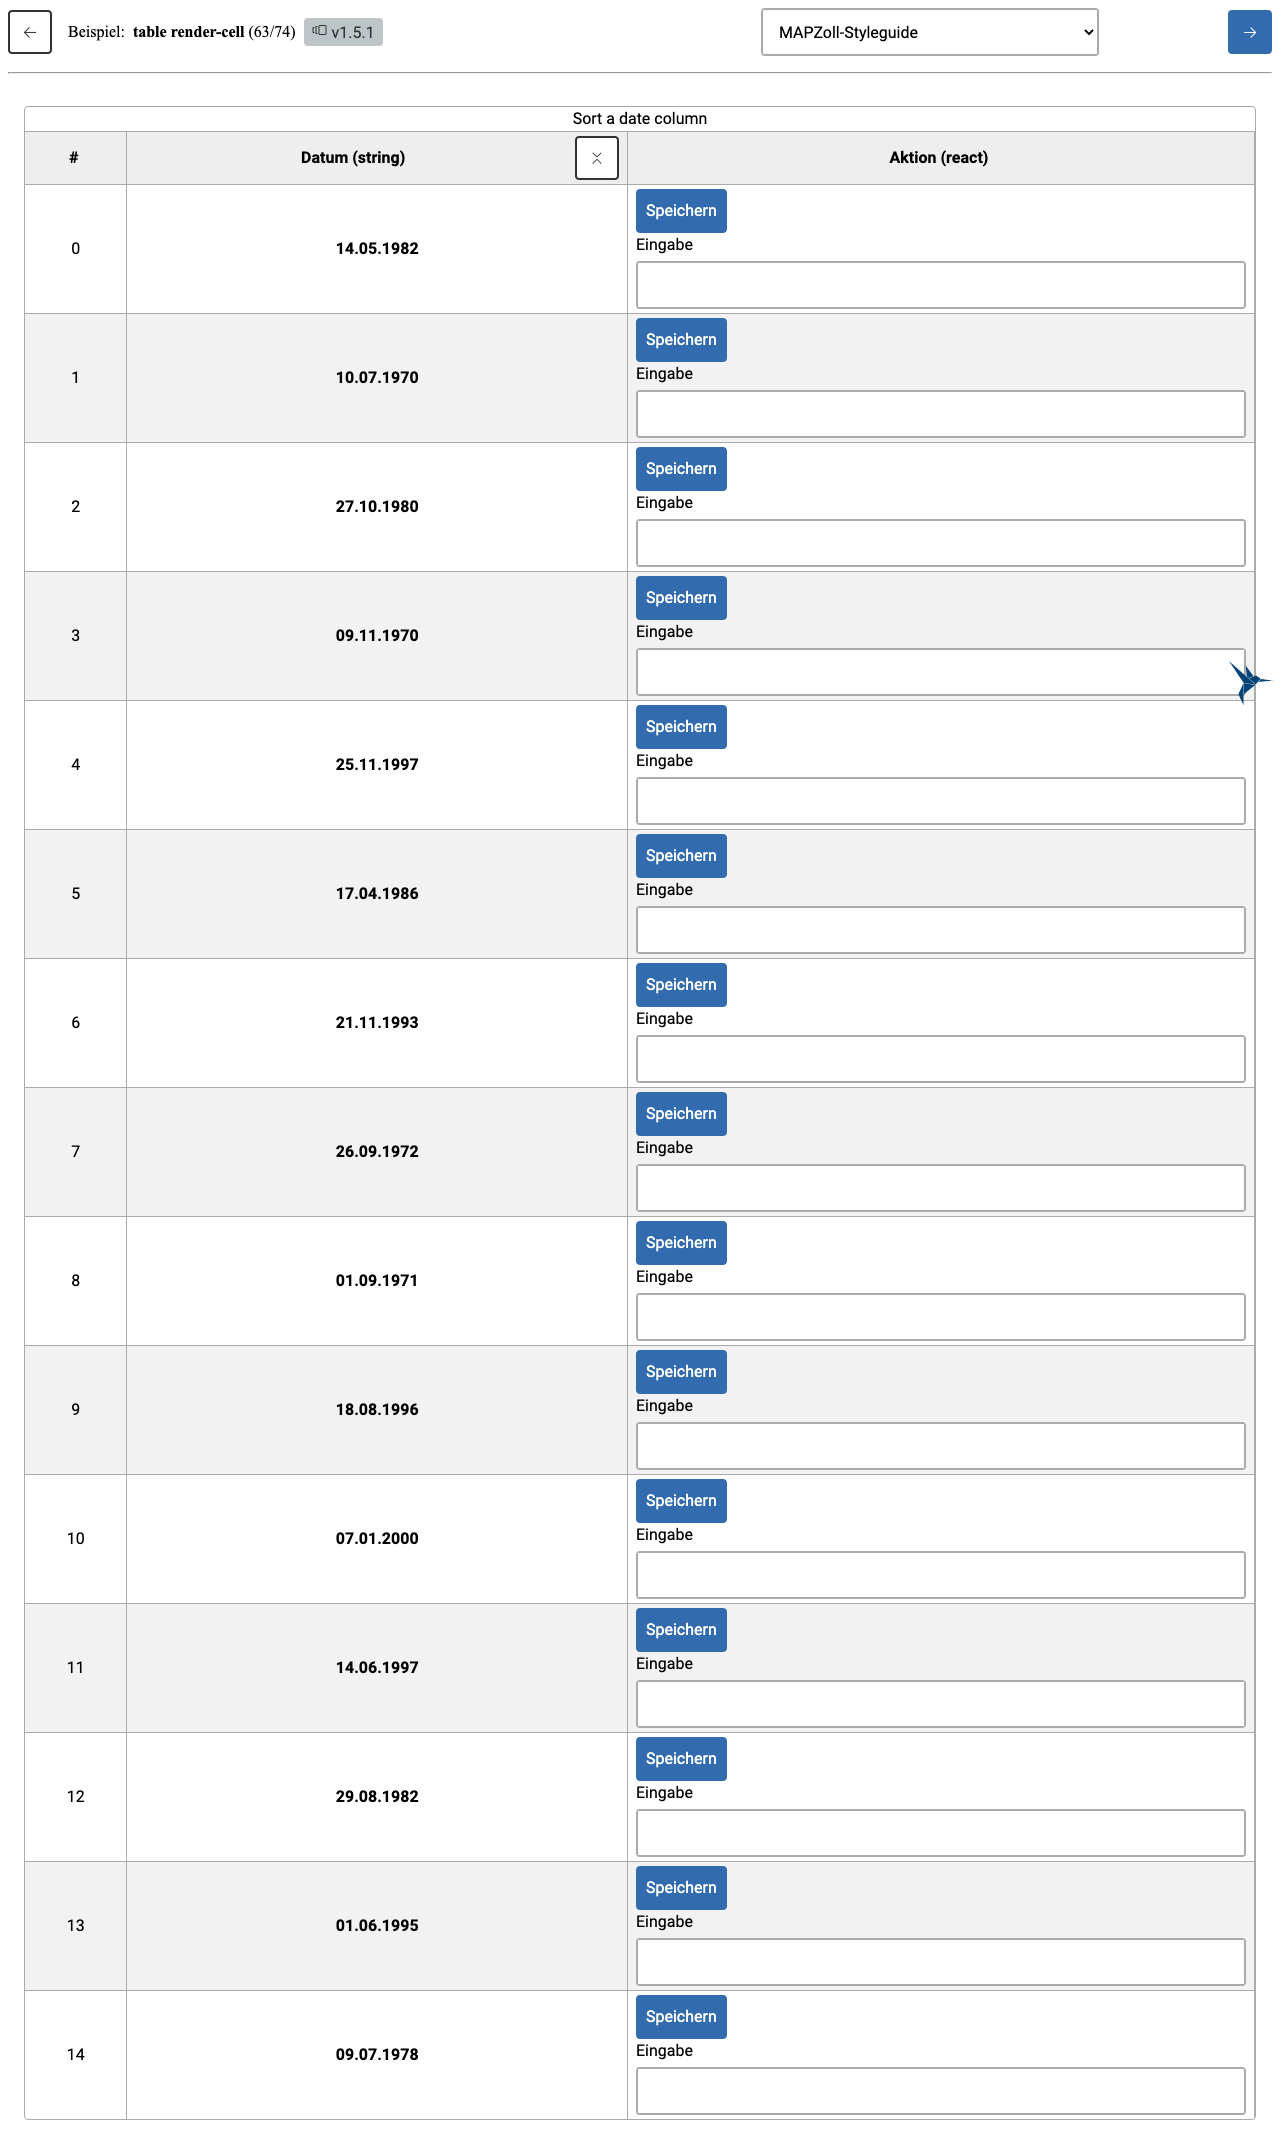 Beispiel: table render-cell (63/74) v1.5.1 MAPZoll-Styleguide
Sort a date column
# Datum (string) Aktion (react)
Speichern
0 14.05.1982 Eingabe
Speichern
1 10.07.1970 Eingabe
Speichern
2 27.10.1980 Eingabe
Speichern
3 09.11.1970 Eingabe
Speichern
4 25.11.1997 Eingabe
Speichern
5 17.04.1986 Eingabe
Speichern
6 21.11.1993 Eingabe
Speichern
7 26.09.1972 Eingabe
Speichern
8 01.09.1971 Eingabe
Speichern
9 18.08.1996 Eingabe
Speichern
10 07.01.2000 Eingabe
Speichern
11 14.06.1997 Eingabe
Speichern
12 29.08.1982 Eingabe
Speichern
13 01.06.1995 Eingabe
Speichern
14 09.07.1978 Eingabe